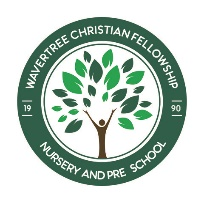 WAVERTREE CHRISTIAN FELLOWSHIP
19 90
NURSERY AND PRE SCHOOL